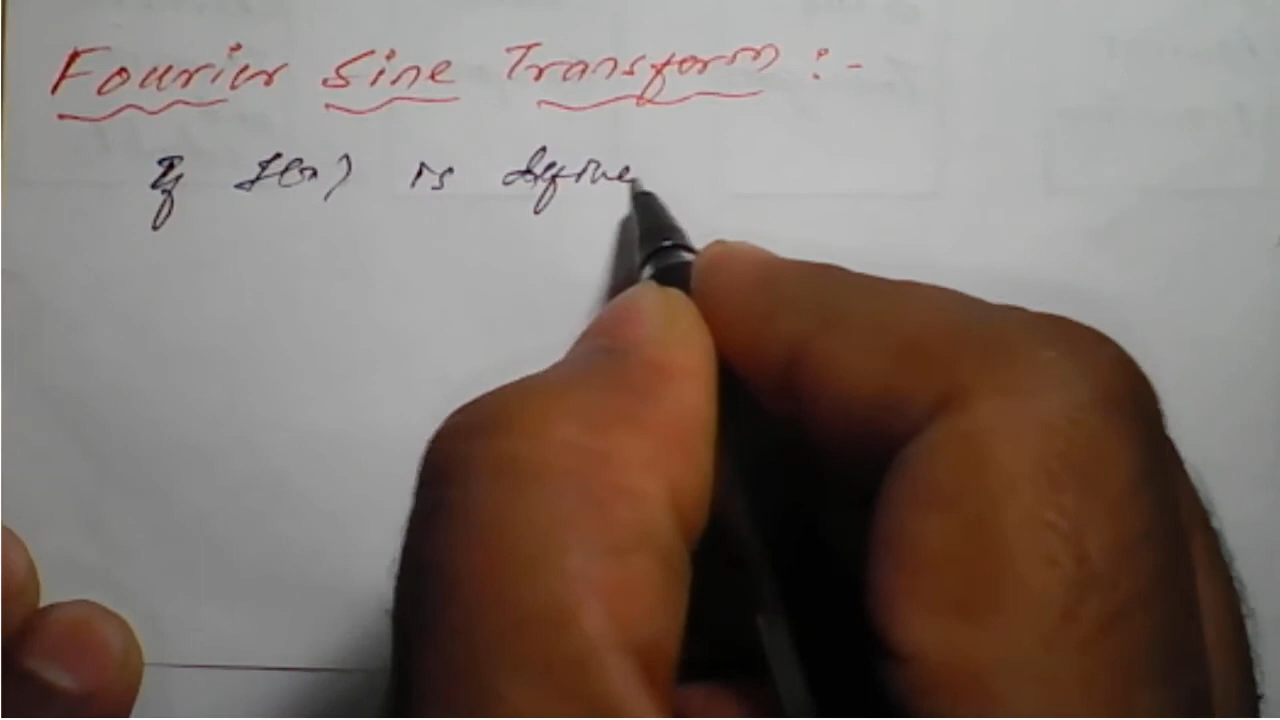 Fourier Sine Transform :-
If f(x) is define